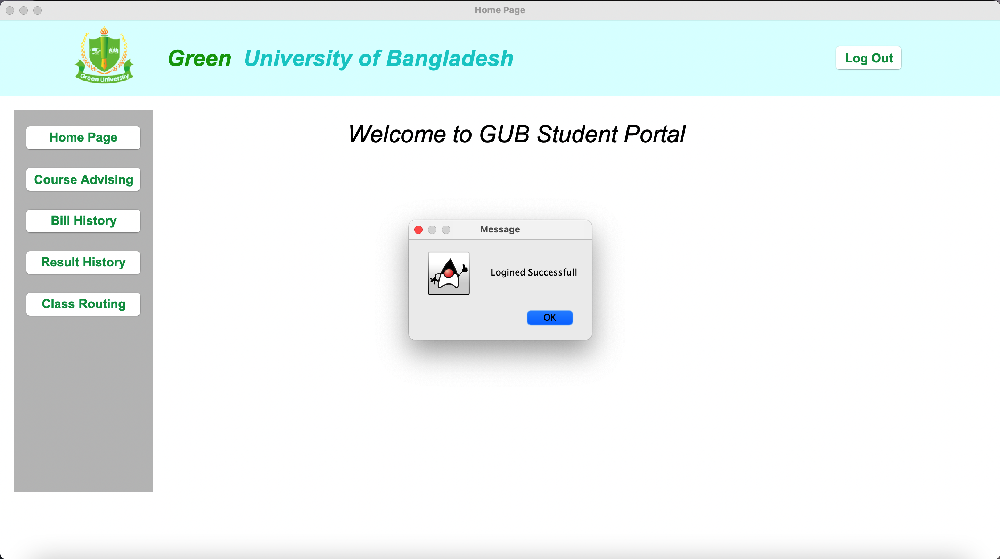 Home Page
Green University
Green University of Bangladesh
Log Out
Home Page
Course Advising
Bill History
Result History
Class Routing
Welcome to GUB Student Portal
Message
Logined Successfull
OK